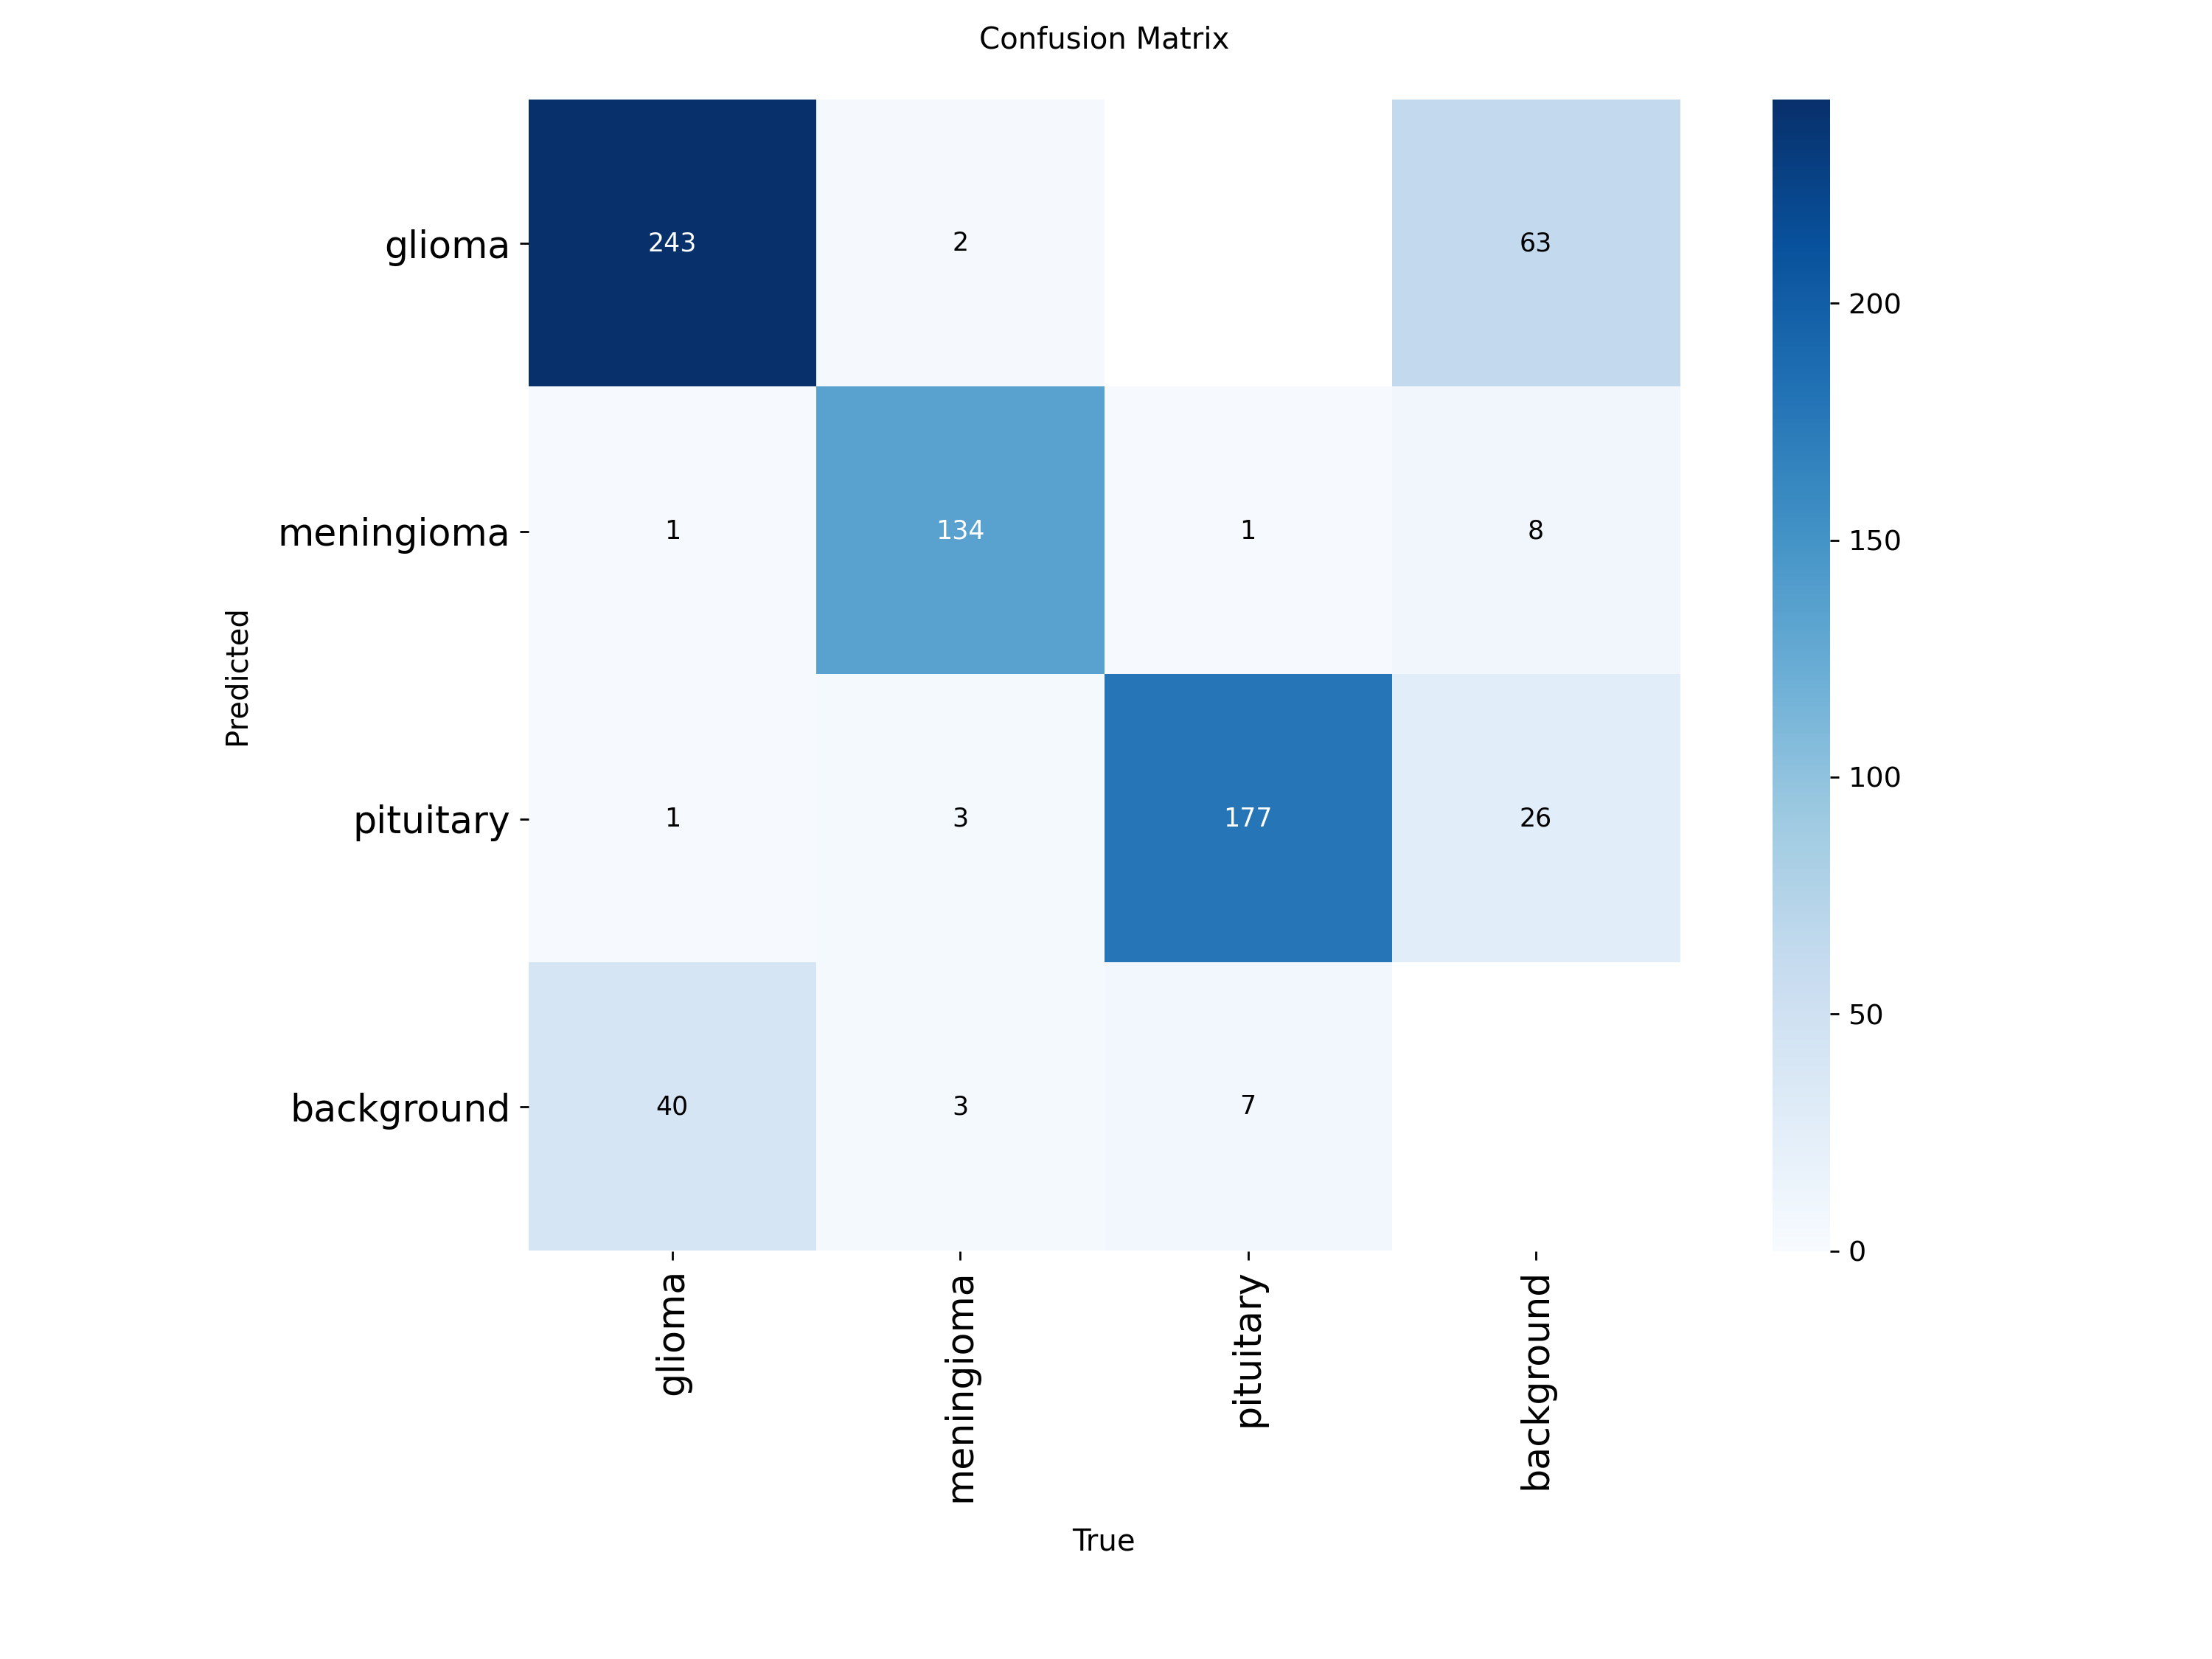 Confusion Matrix
glioma 243 2 63
meningioma 1 134 1 8
pituitary 1 3 177 26
background 40 3 7
Predicted
glioma meningioma pituitary background
True
200
150
100
50
0